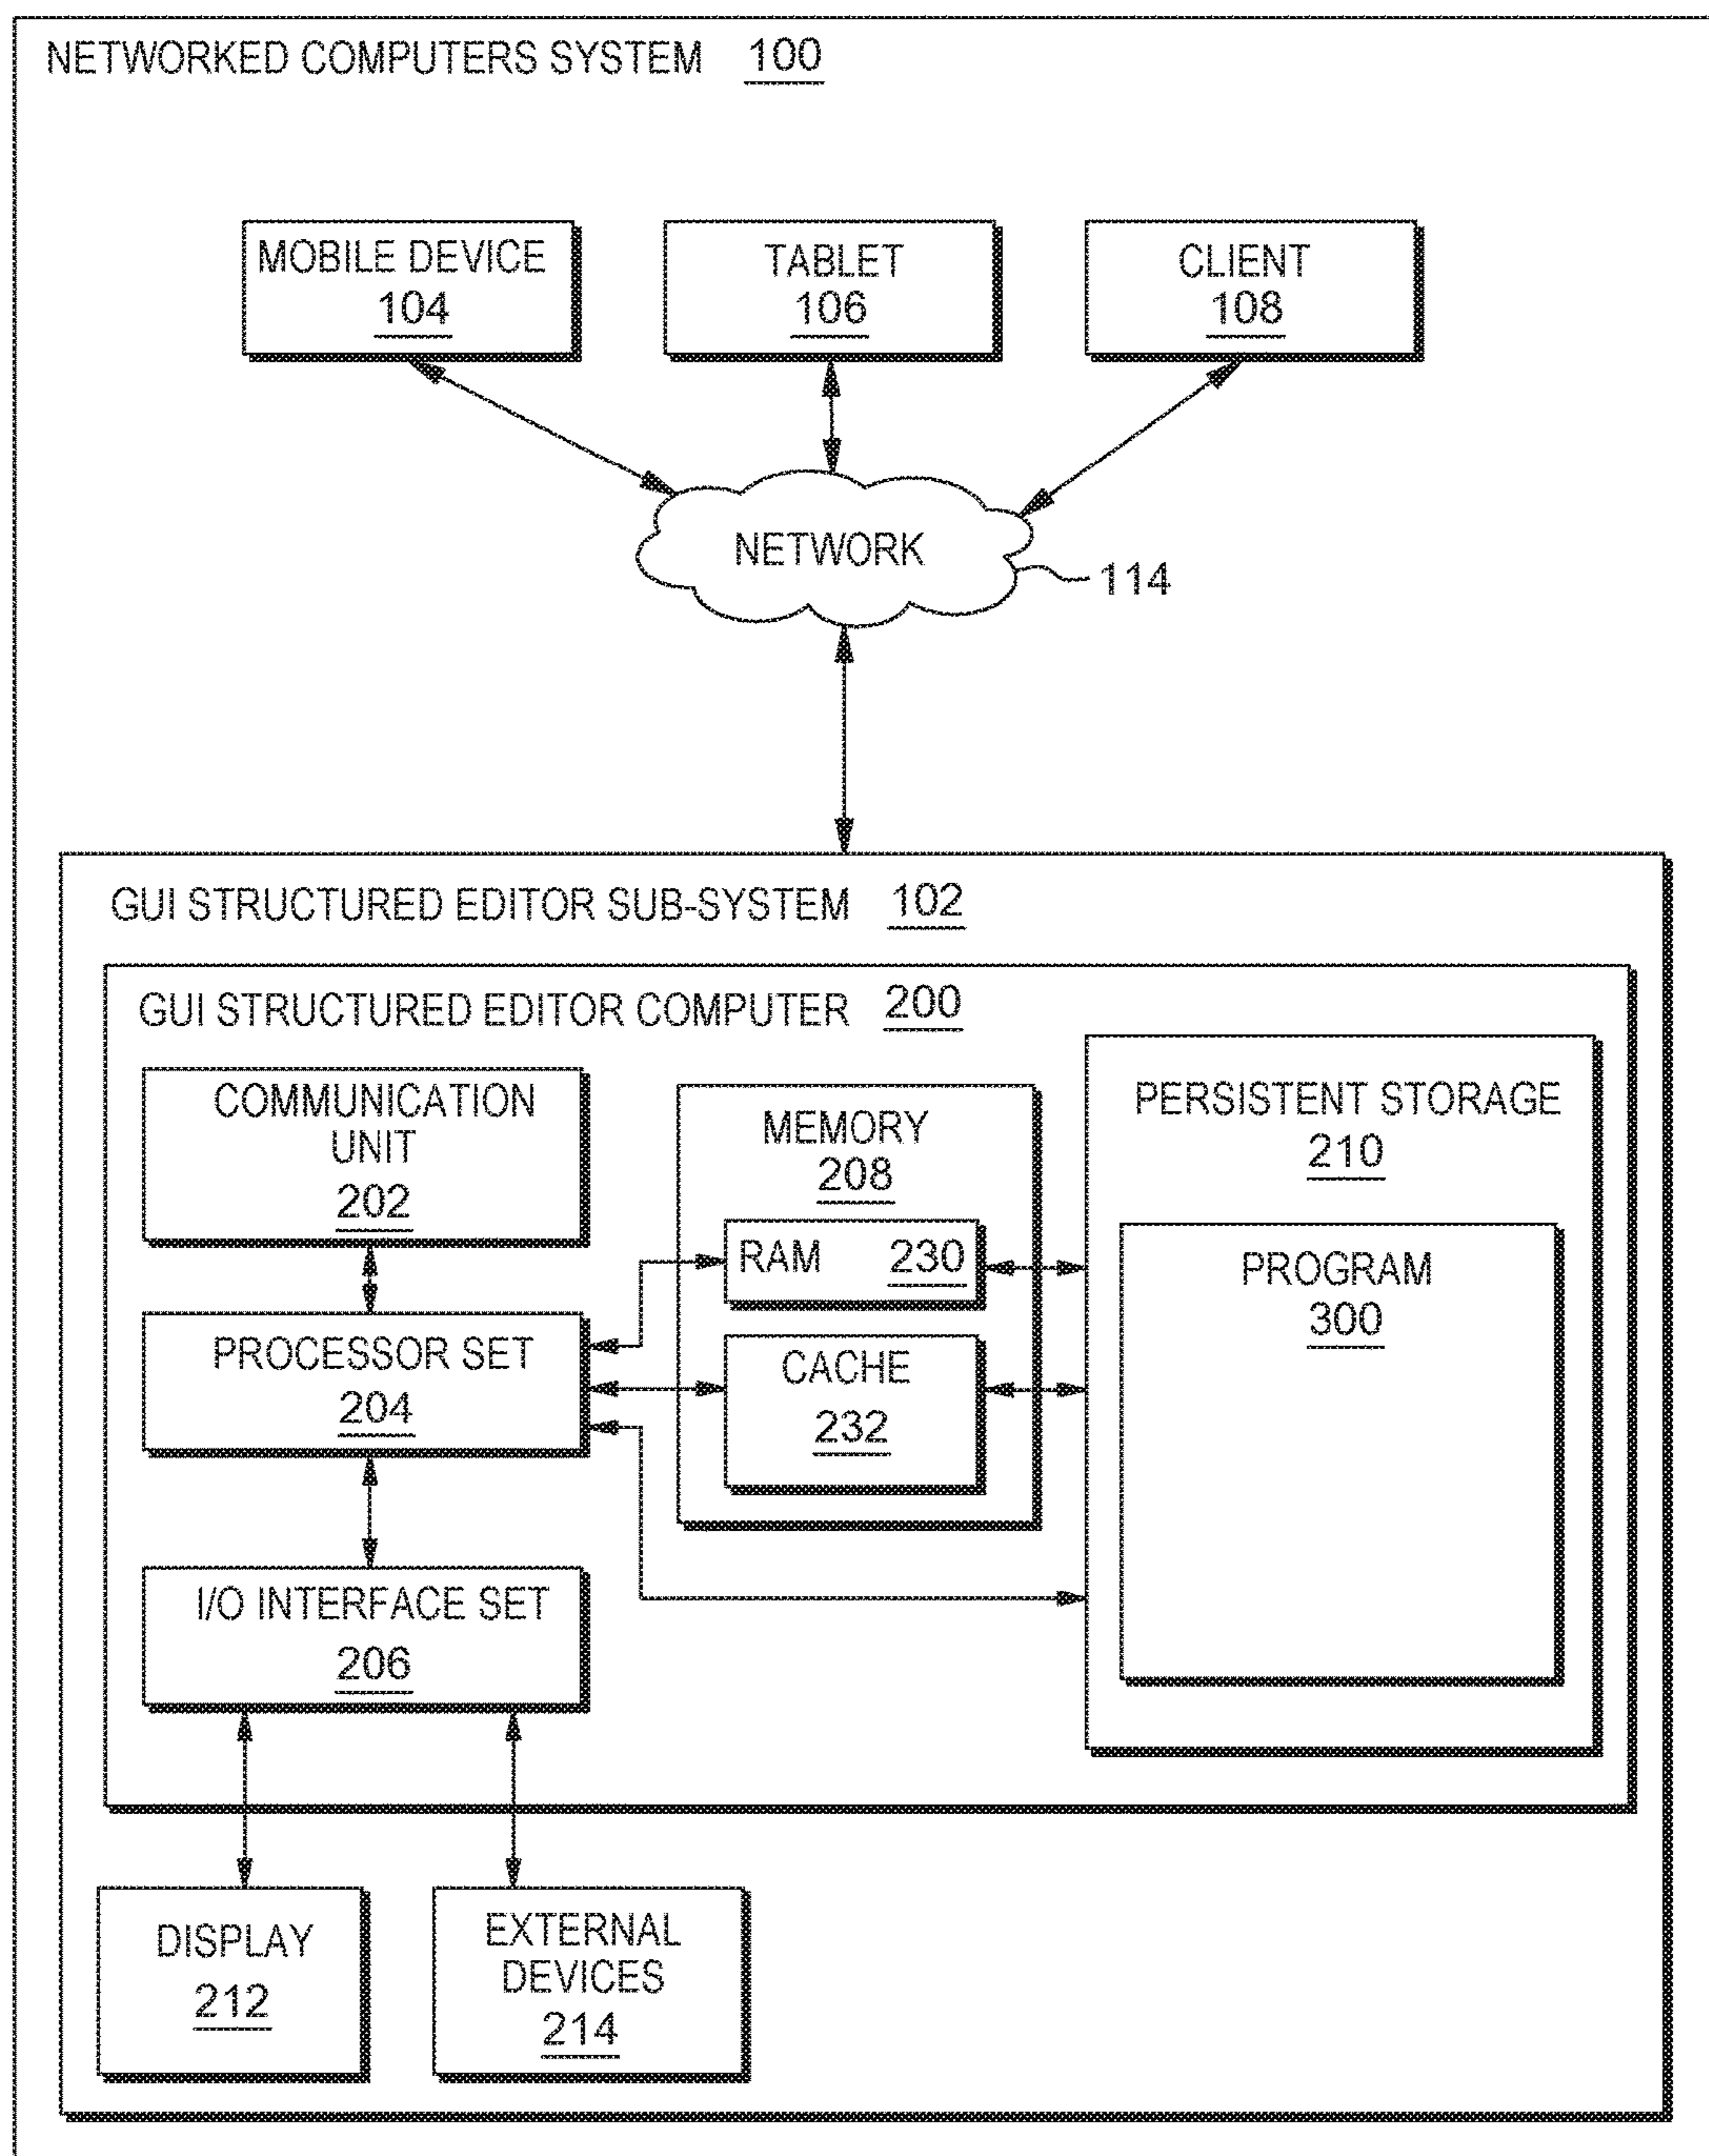 NETWORKED COMPUTERS SYSTEM 100
MOBILE DEVICE
104
TABLET
106
CLIENT
108
NETWORK
114
GUI STRUCTURED EDITOR SUB-SYSTEM 102
GUI STRUCTURED EDITOR COMPUTER 200
COMMUNICATION
UNIT
202
PROCESSOR SET
204
I/O INTERFACE SET
206
MEMORY
208
RAM 230
CACHE
232
PERSISTENT STORAGE
210
PROGRAM
300
DISPLAY
212
EXTERNAL
DEVICES
214